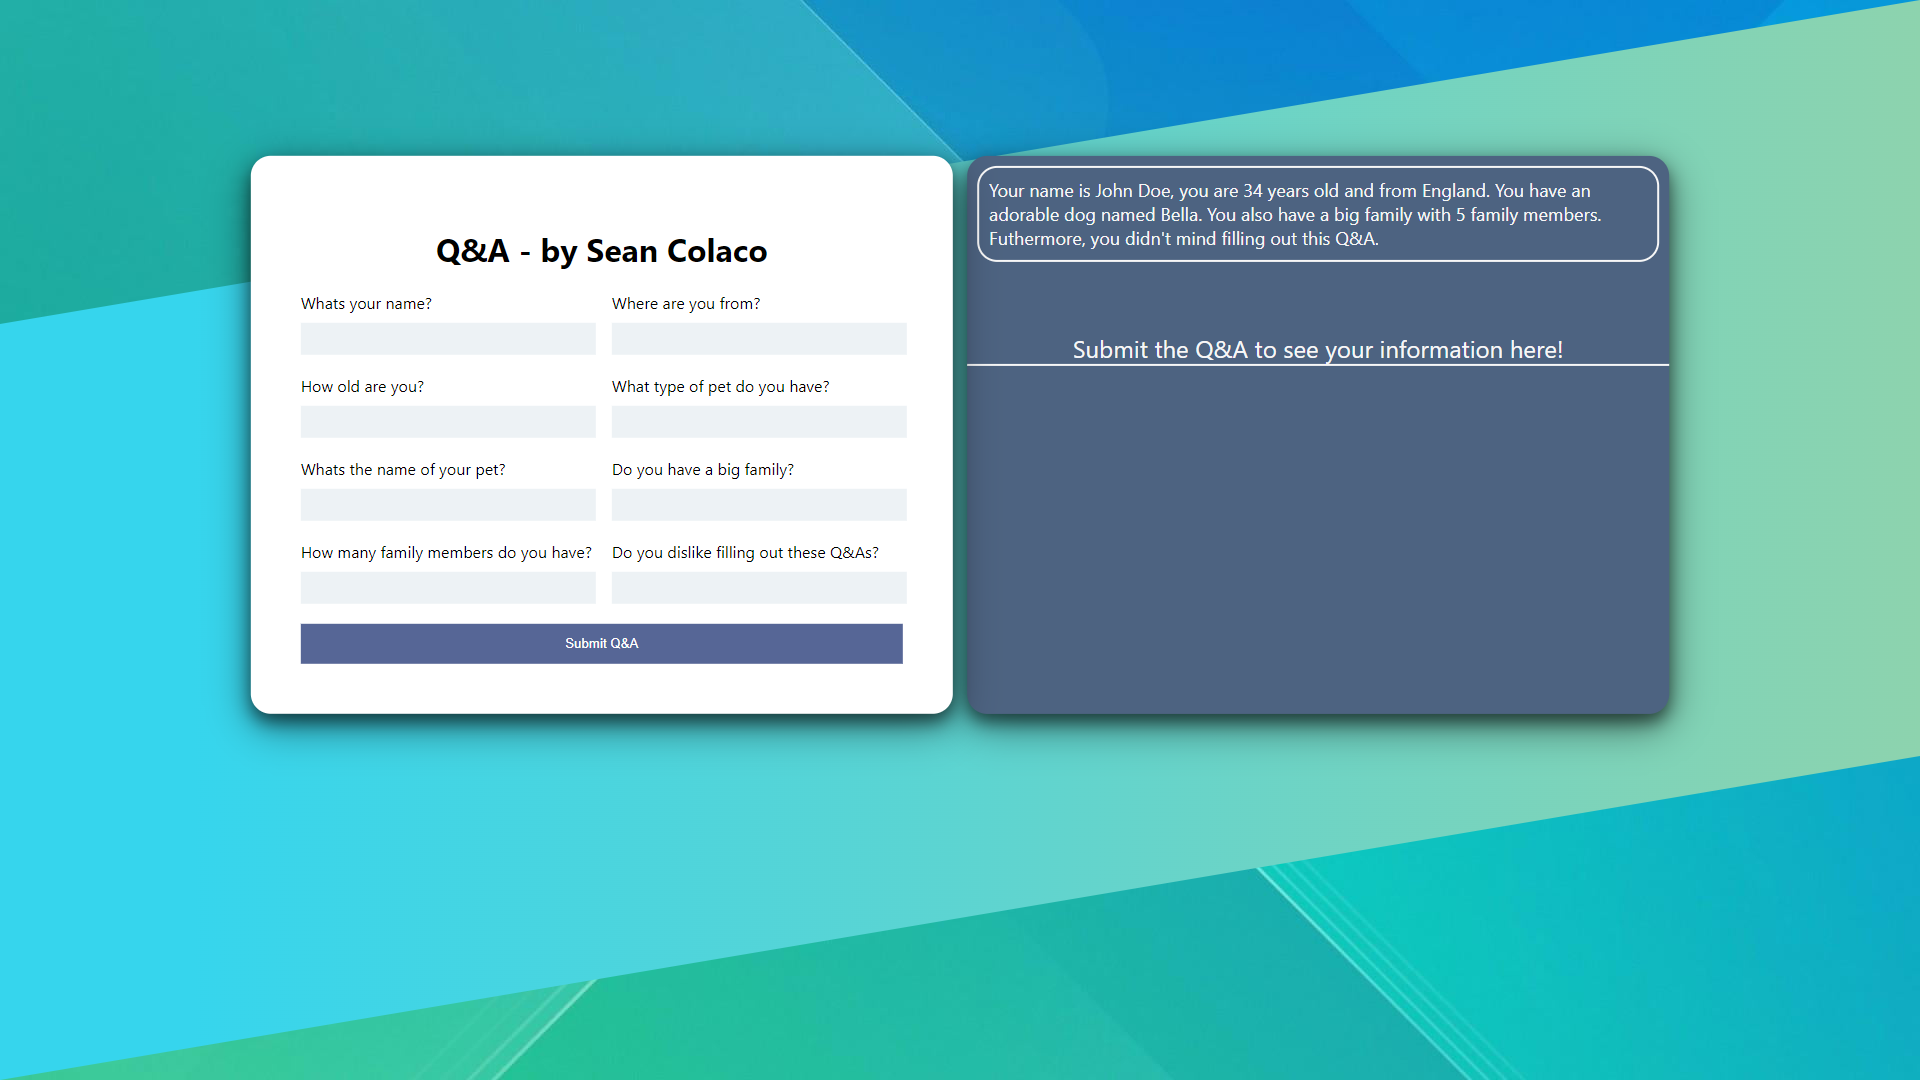 Q&A - by Sean Colaco
Whats your name?
Where are you from?
How old are you?
What type of pet do you have?
Whats the name of your pet?
Do you have a big family?
How many family members do you have?
Do you dislike filling out these Q&As?
Submit Q&A
Your name is John Doe, you are 34 years old and from England. You have an
adorable dog named Bella. You also have a big family with 5 family members.
Futhermore, you didn't mind filling out this Q&A.
Submit the Q&A to see your information here!